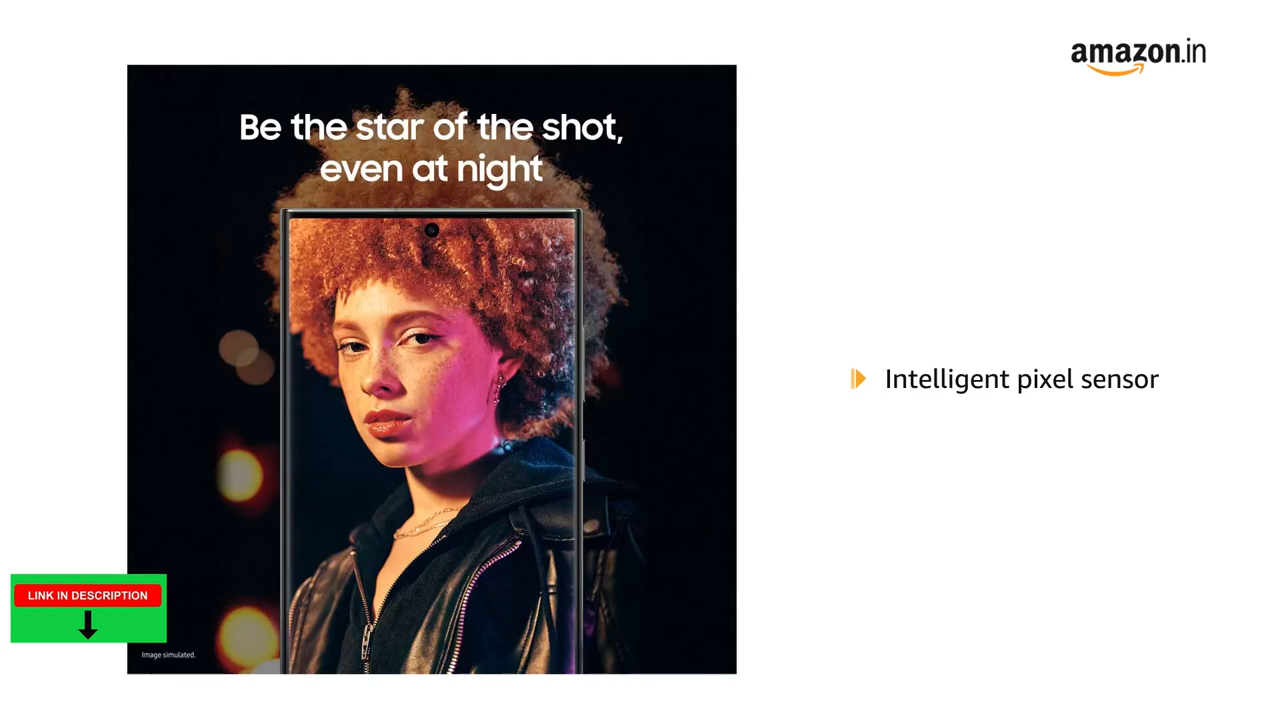 amazon.in
Be the star of the shot,
even at night
Intelligent pixel sensor
LINK IN DESCRIPTION
Image simulated.